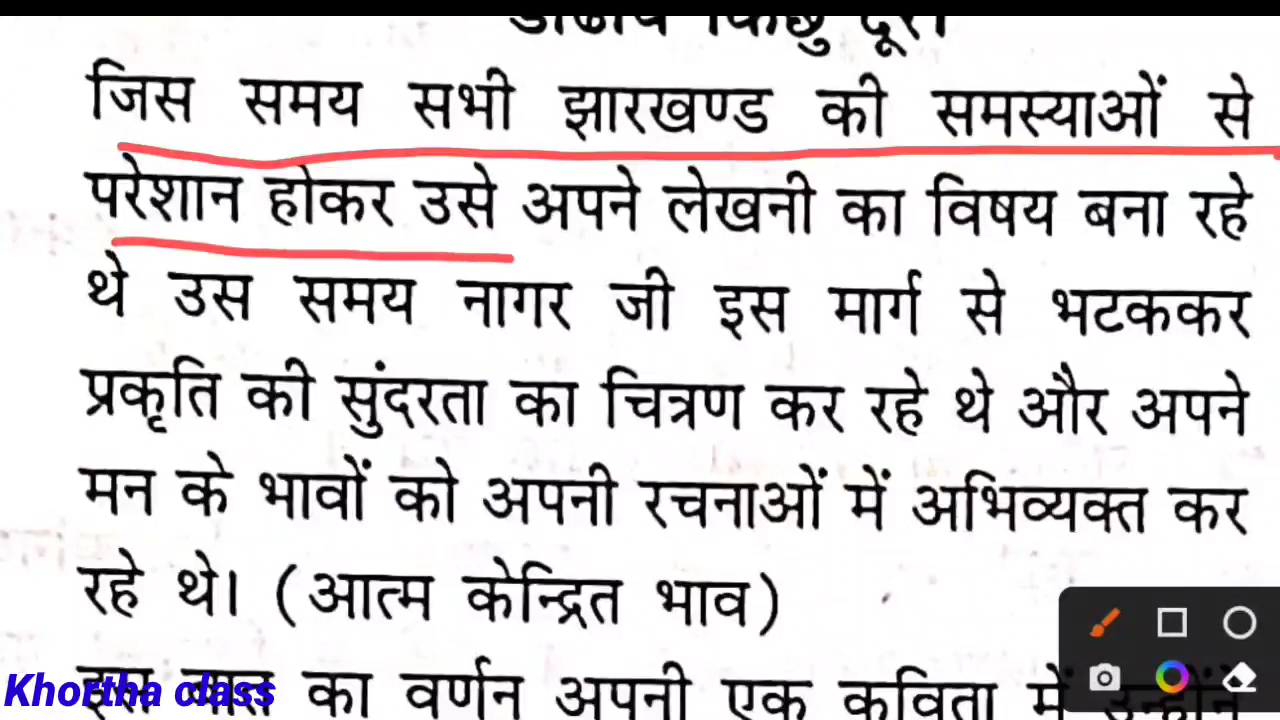 किछु दूर।
जिस समय सभी झारखण्ड की समस्याओं से
परेशान होकर उसे अपने लेखनी का विषय बना रहे
थे उस समय नागर जी इस मार्ग से भटककर
प्रकृति की सुंदरता का चित्रण कर रहे थे और अपने
मन के भावों को अपनी रचनाओं में अभिव्यक्त कर
रहे थे। (आत्म केन्द्रित भाव)
इस बात का वर्णन अपनी एक कविता में उन्होंने
Khortha class